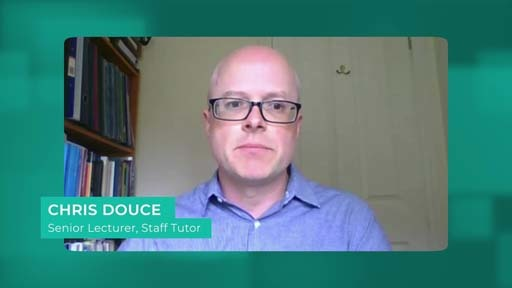 CHRIS DOUCE
Senior Lecturer, Staff Tutor